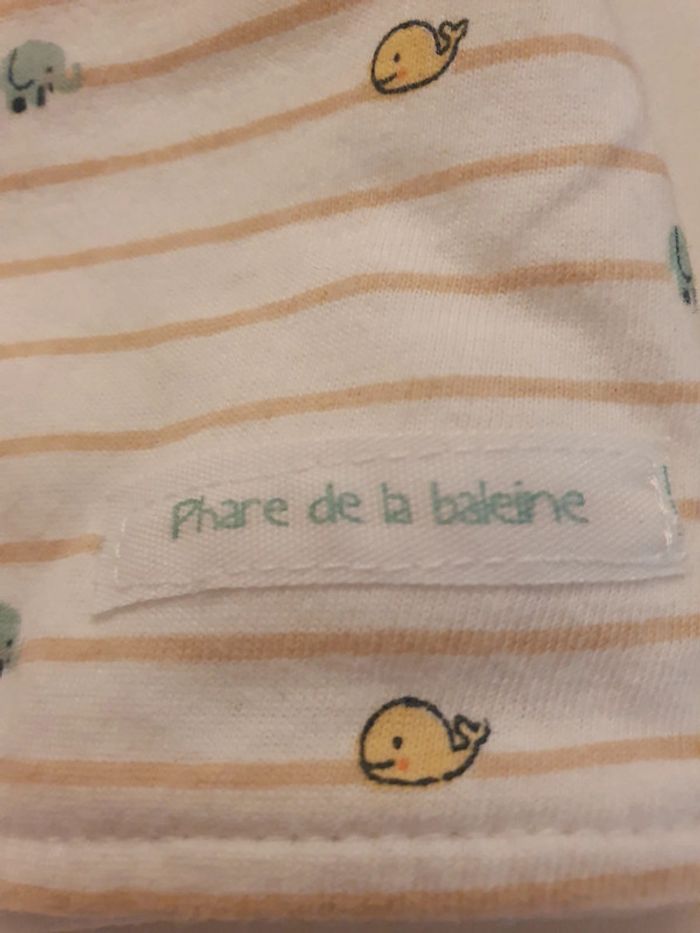 Phare de la baleine